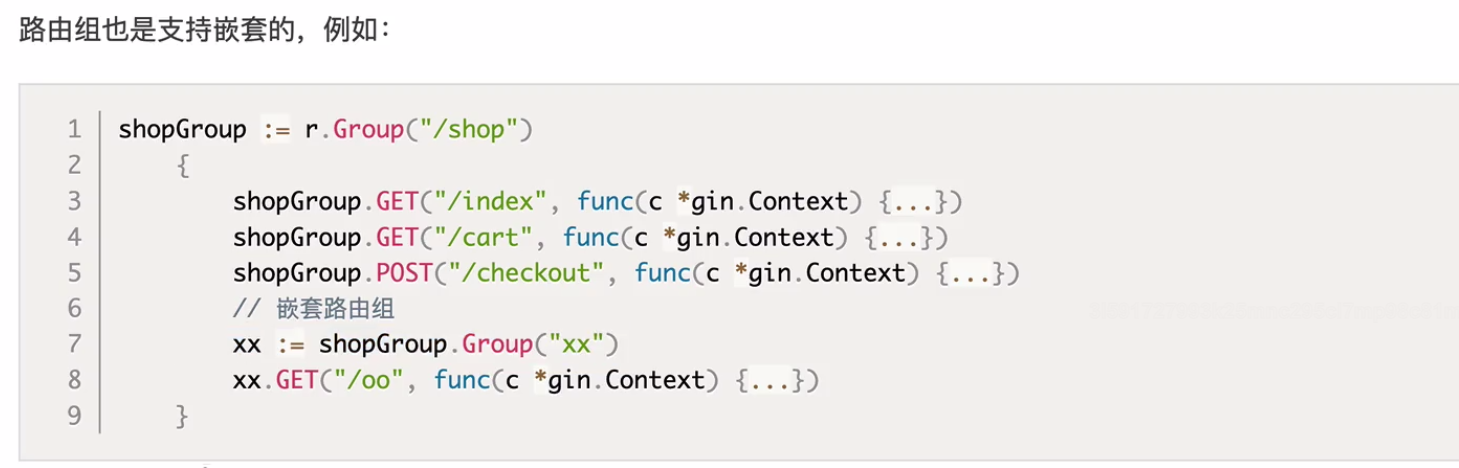 路由组也是支持嵌套的，例如：
1 shopGroup := r.Group("/shop")
2 {
3 shopGroup.GET("/index", func(c *gin.Context) {...})
4 shopGroup.GET("/cart", func(c *gin.Context) {...})
5 shopGroup.POST("/checkout", func(c *gin.Context) {...})
6 // 嵌套路由组
7 xx := shopGroup.Group("xx")
8 xx.GET("/oo", func(c *gin.Context) {...})
9 }